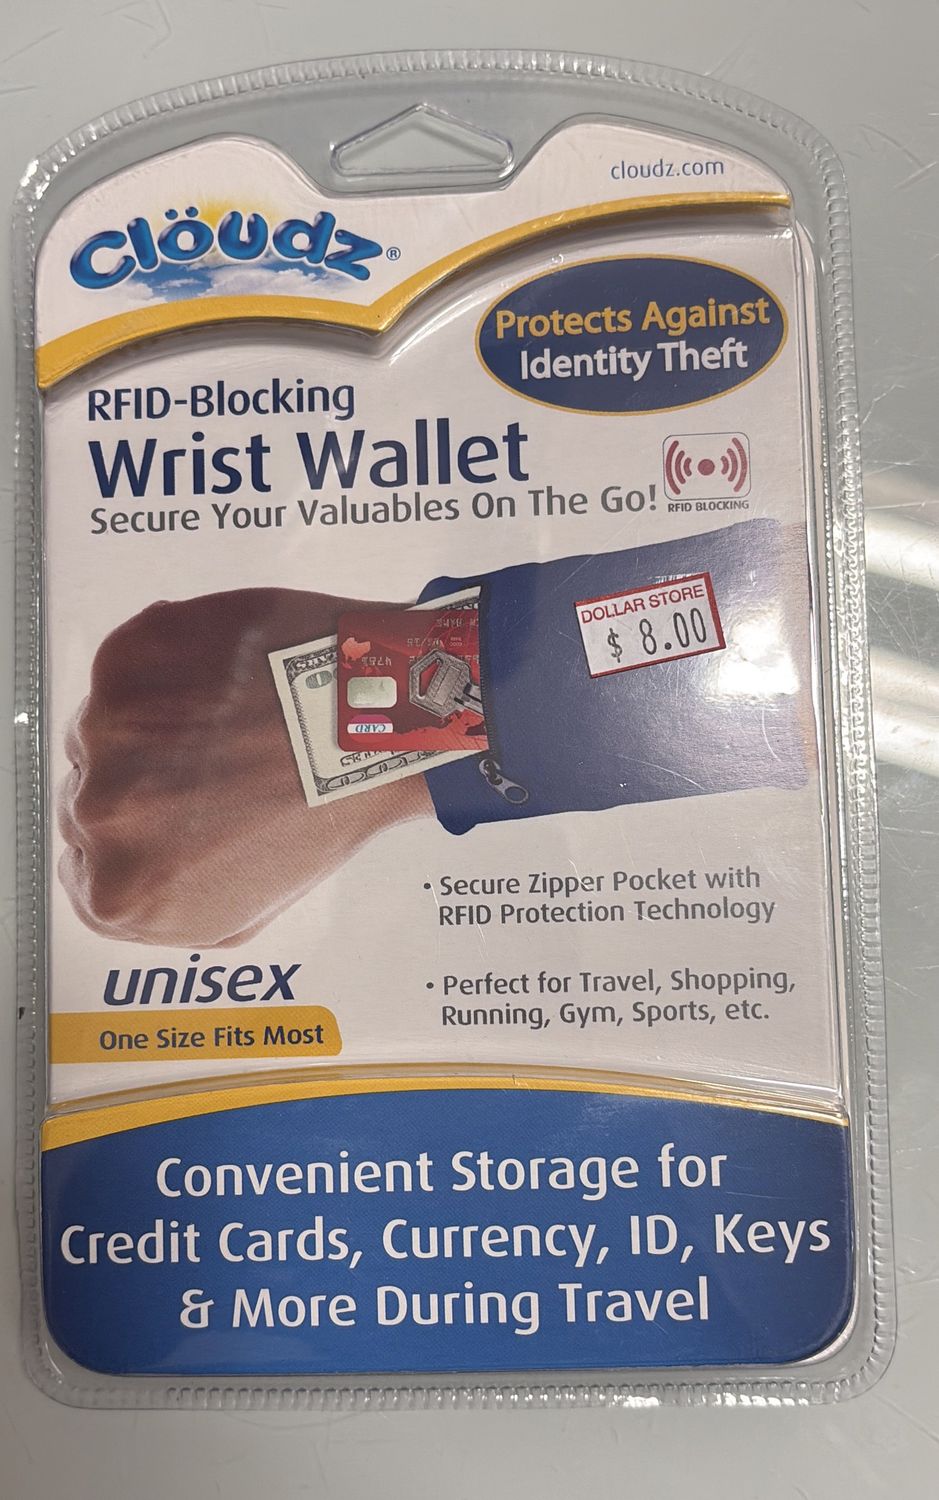 cloudz.com
Clöudz®
Protects Against
Identity Theft
RFID-Blocking
Wrist Wallet
Secure Your Valuables On The Go!
RFID BLOCKING
DOLLAR STORE
$ 8.00
CARD
• Secure Zipper Pocket with
RFID Protection Technology
• Perfect for Travel, Shopping,
Running, Gym, Sports, etc.
unisex
One Size Fits Most
Convenient Storage for
Credit Cards, Currency, ID, Keys
& More During Travel